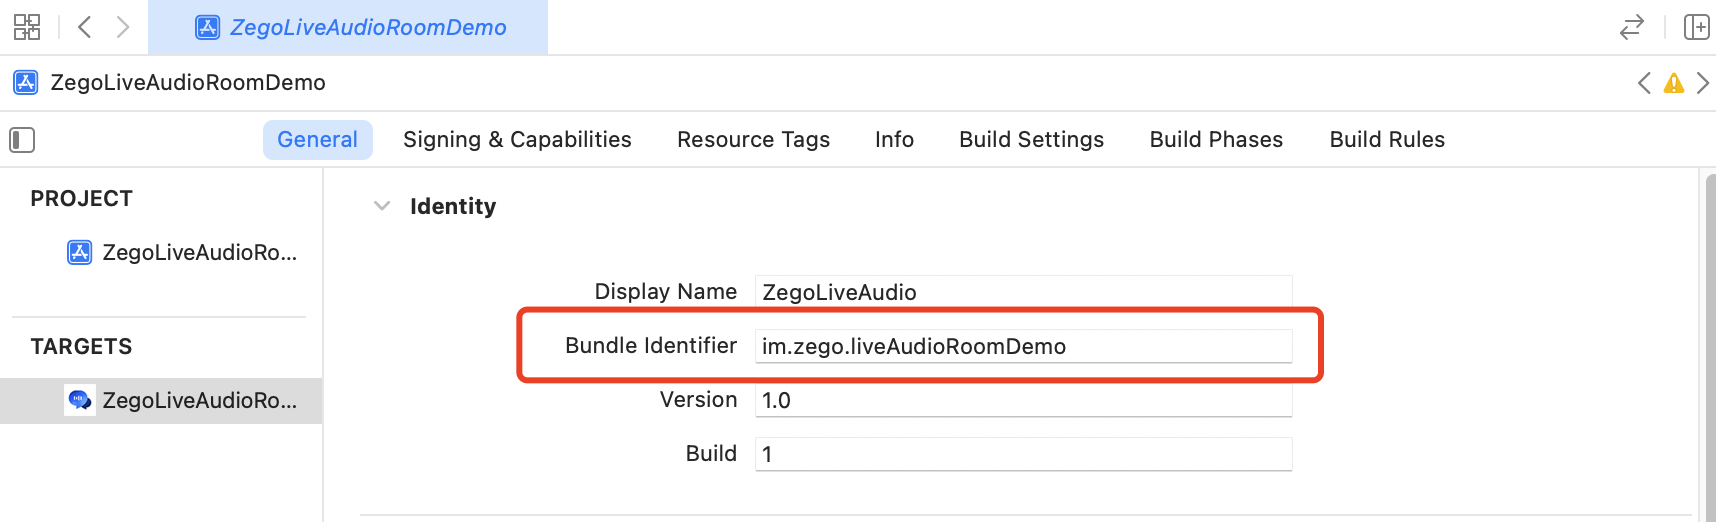 ZegoLiveAudioRoomDemo
ZegoLiveAudioRoomDemo
General Signing & Capabilities Resource Tags Info Build Settings Build Phases Build Rules
PROJECT
ZegoLiveAudioRo...
TARGETS
ZegoLiveAudioRo...
Identity
Display Name ZegoLiveAudio
Bundle Identifier im.zego.liveAudioRoomDemo
Version 1.0
Build 1